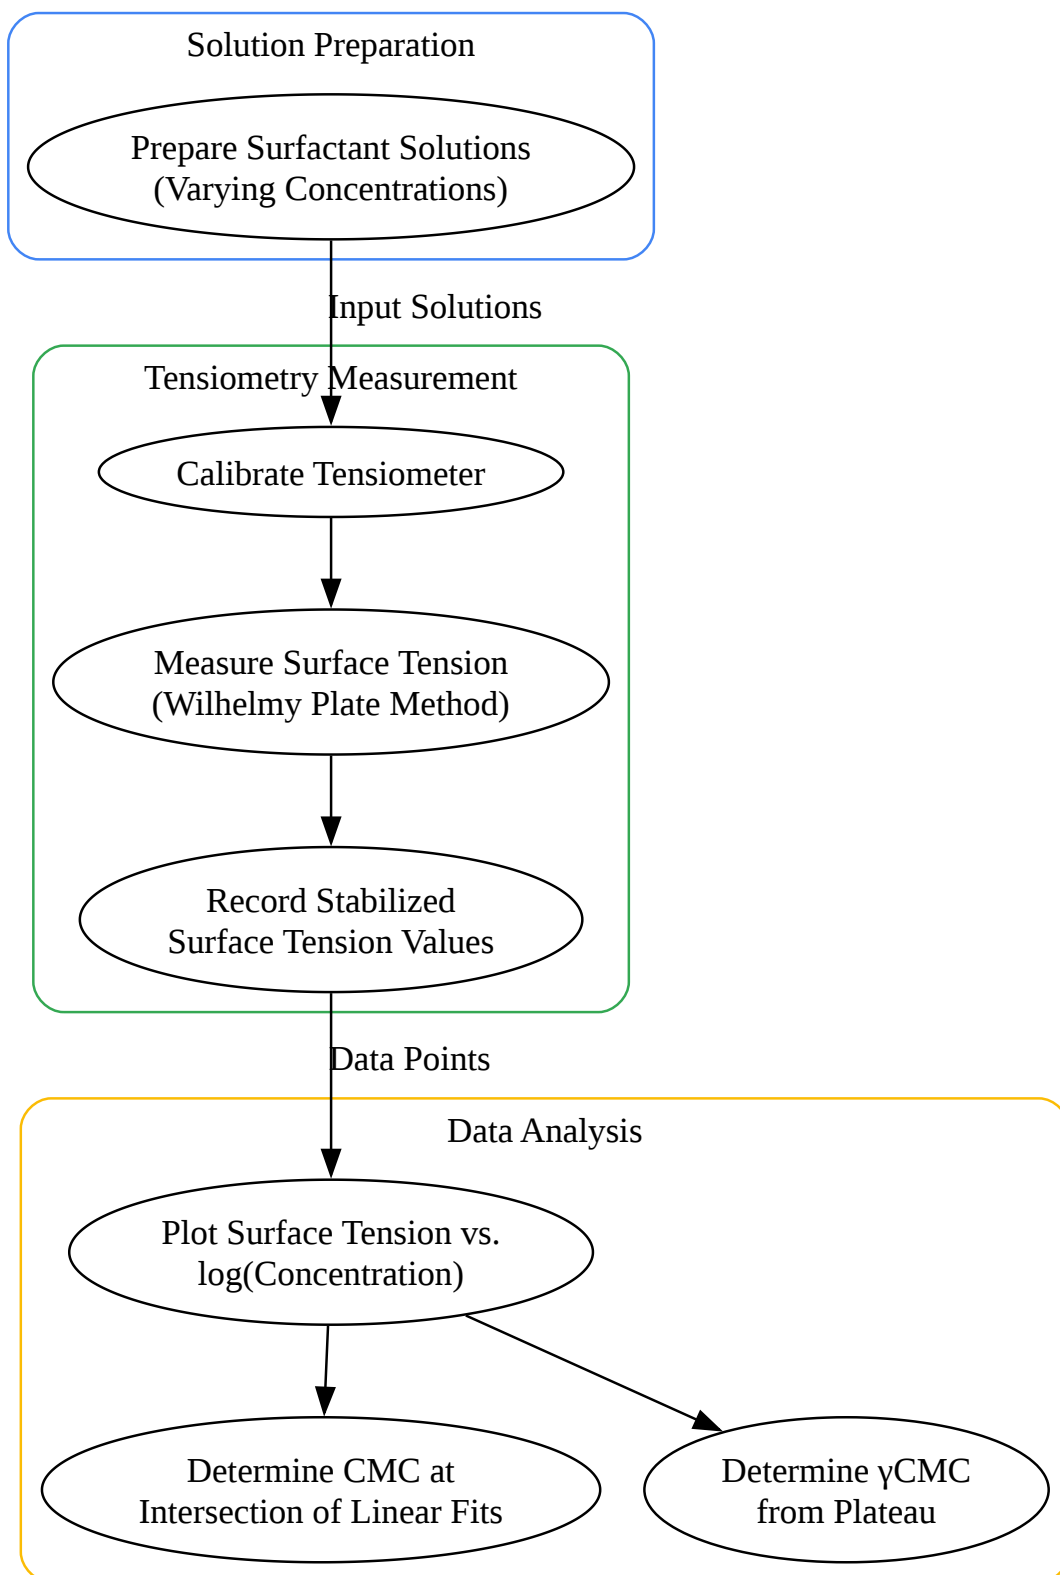 Solution Preparation
Prepare Surfactant Solutions
(Varying Concentrations)
Input Solutions
Tensiometry Measurement
Calibrate Tensiometer
Measure Surface Tension
(Wilhelmy Plate Method)
Record Stabilized
Surface Tension Values
Data Points
Data Analysis
Plot Surface Tension vs.
log(Concentration)
Determine CMC at
Intersection of Linear Fits
Determine γCMC
from Plateau